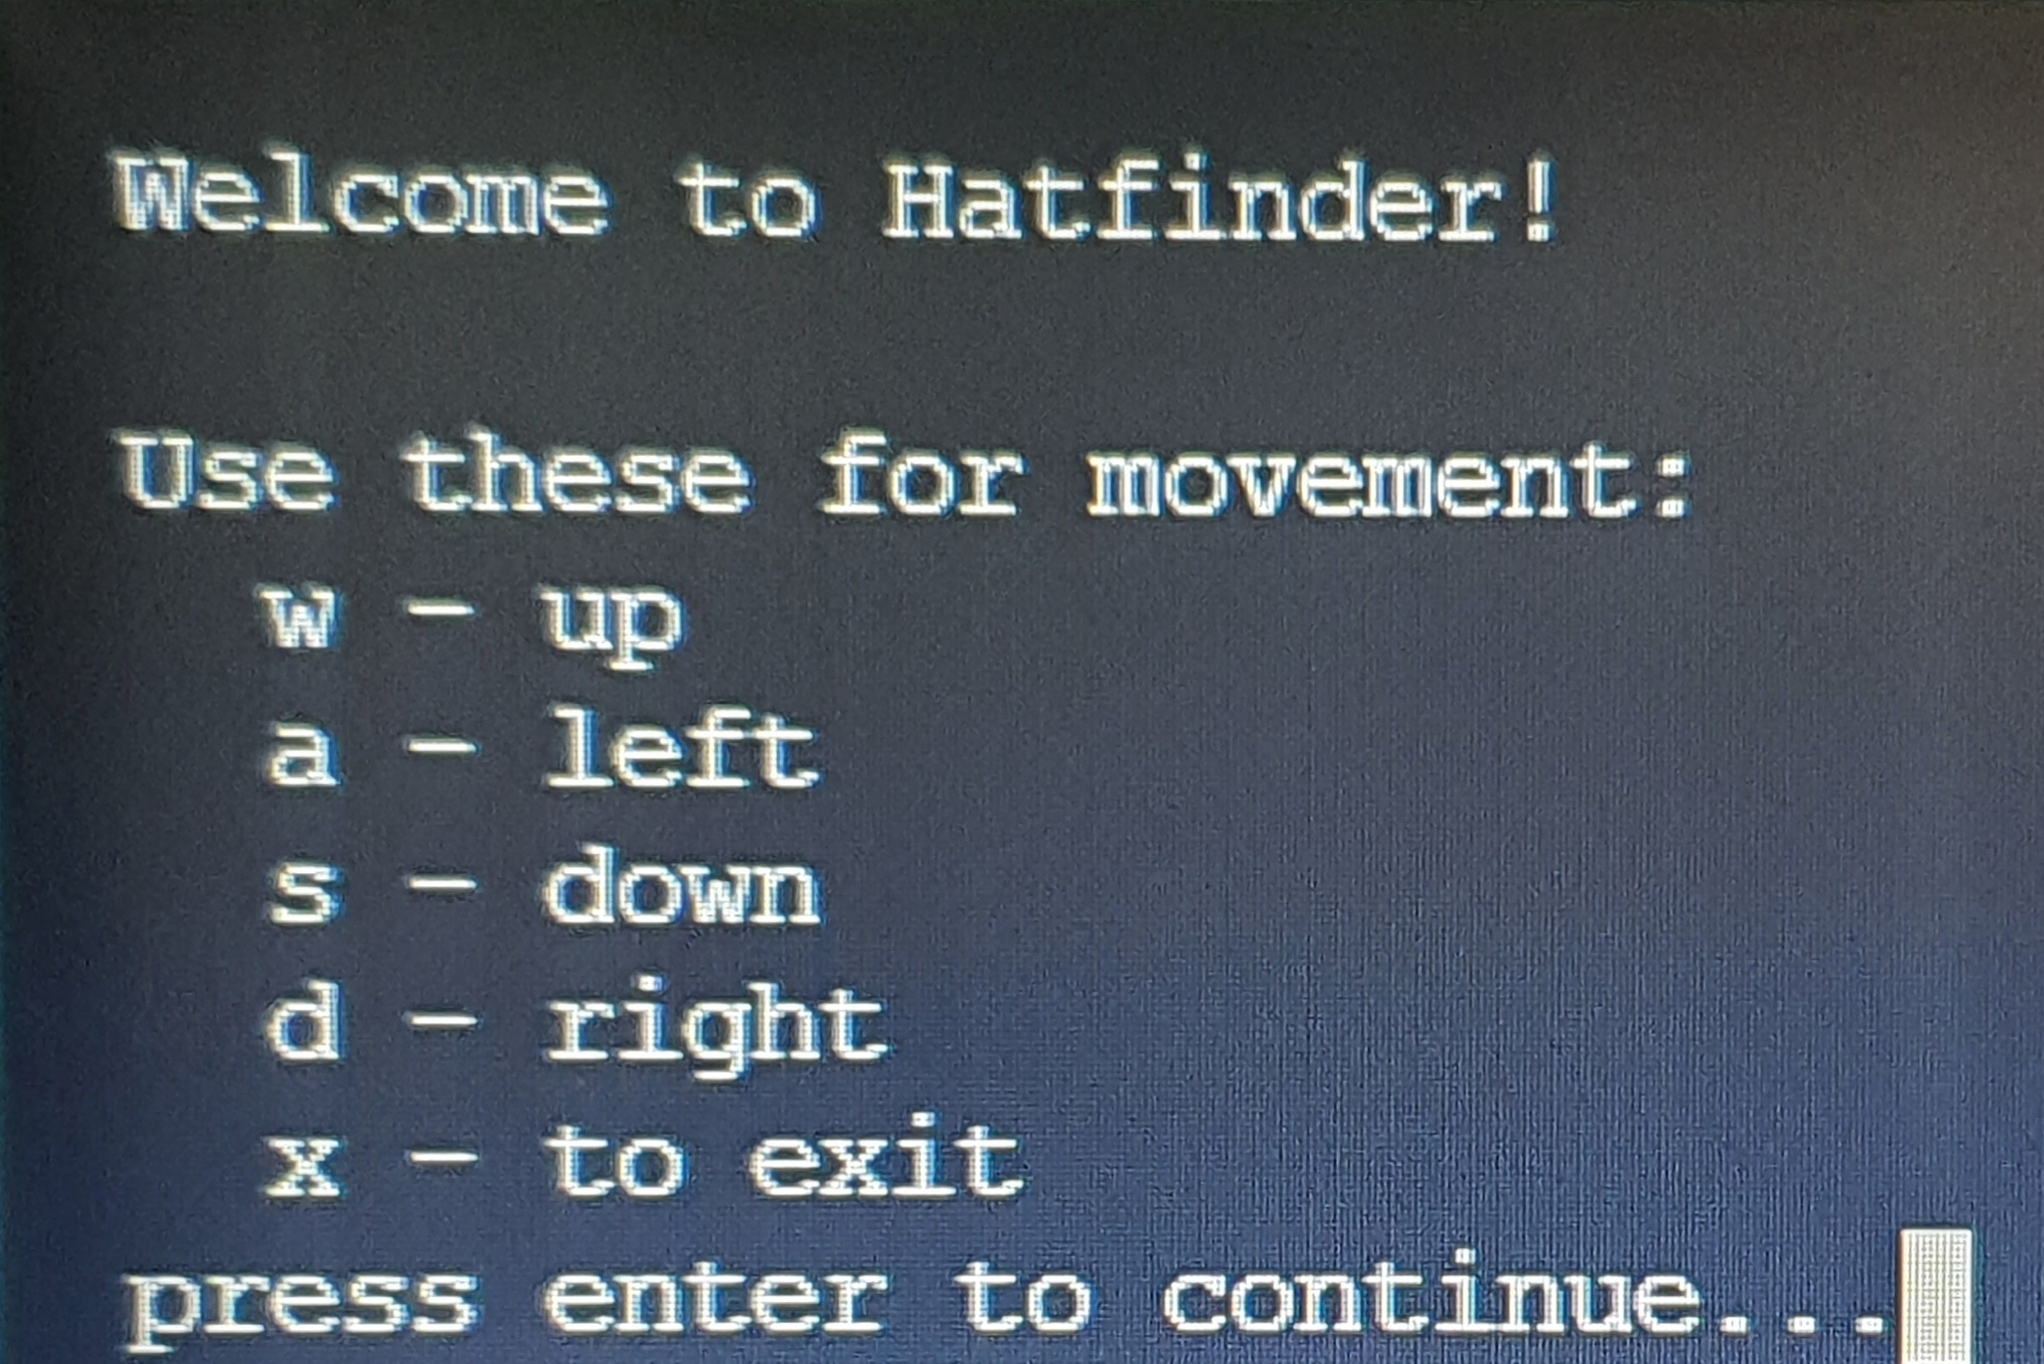 Welcome to Hatfinder!
Use these for movement:
w - up
a - left
s - down
d - right
x - to exit
press enter to continue...